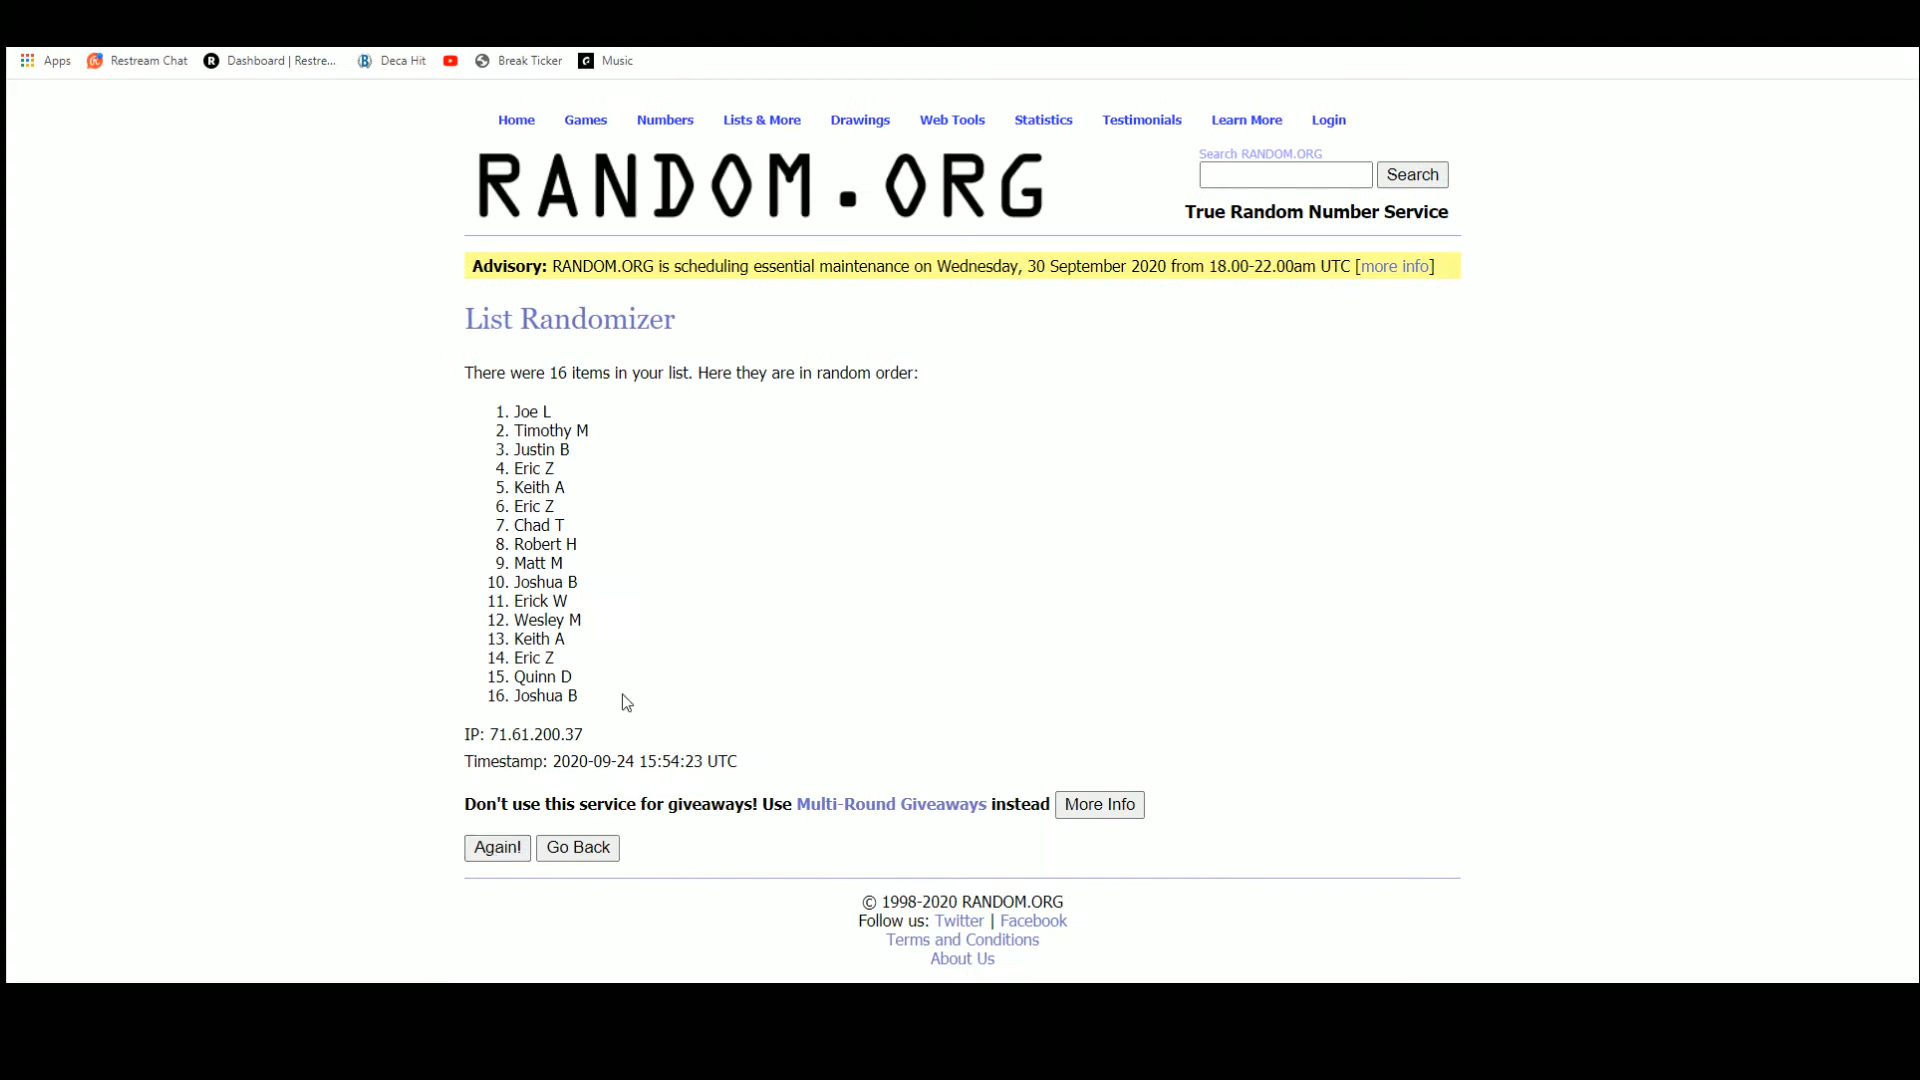 Apps Restream Chat Dashboard | Restre... Deca Hit Break Ticker Music
Home Games Numbers Lists & More Drawings Web Tools Statistics Testimonials Learn More Login
RANDOM.ORG
Search RANDOM.ORG
Search
True Random Number Service
Advisory: RANDOM.ORG is scheduling essential maintenance on Wednesday, 30 September 2020 from 18.00-22.00am UTC [more info]
List Randomizer
There were 16 items in your list. Here they are in random order:
1. Joe L
2. Timothy M
3. Justin B
4. Eric Z
5. Keith A
6. Eric Z
7. Chad T
8. Robert H
9. Matt M
10. Joshua B
11. Erick W
12. Wesley M
13. Keith A
14. Eric Z
15. Quinn D
16. Joshua B
IP: 71.61.200.37
Timestamp: 2020-09-24 15:54:23 UTC
Don't use this service for giveaways! Use Multi-Round Giveaways instead More Info
Again! Go Back
© 1998-2020 RANDOM.ORG
Follow us: Twitter | Facebook
Terms and Conditions
About Us